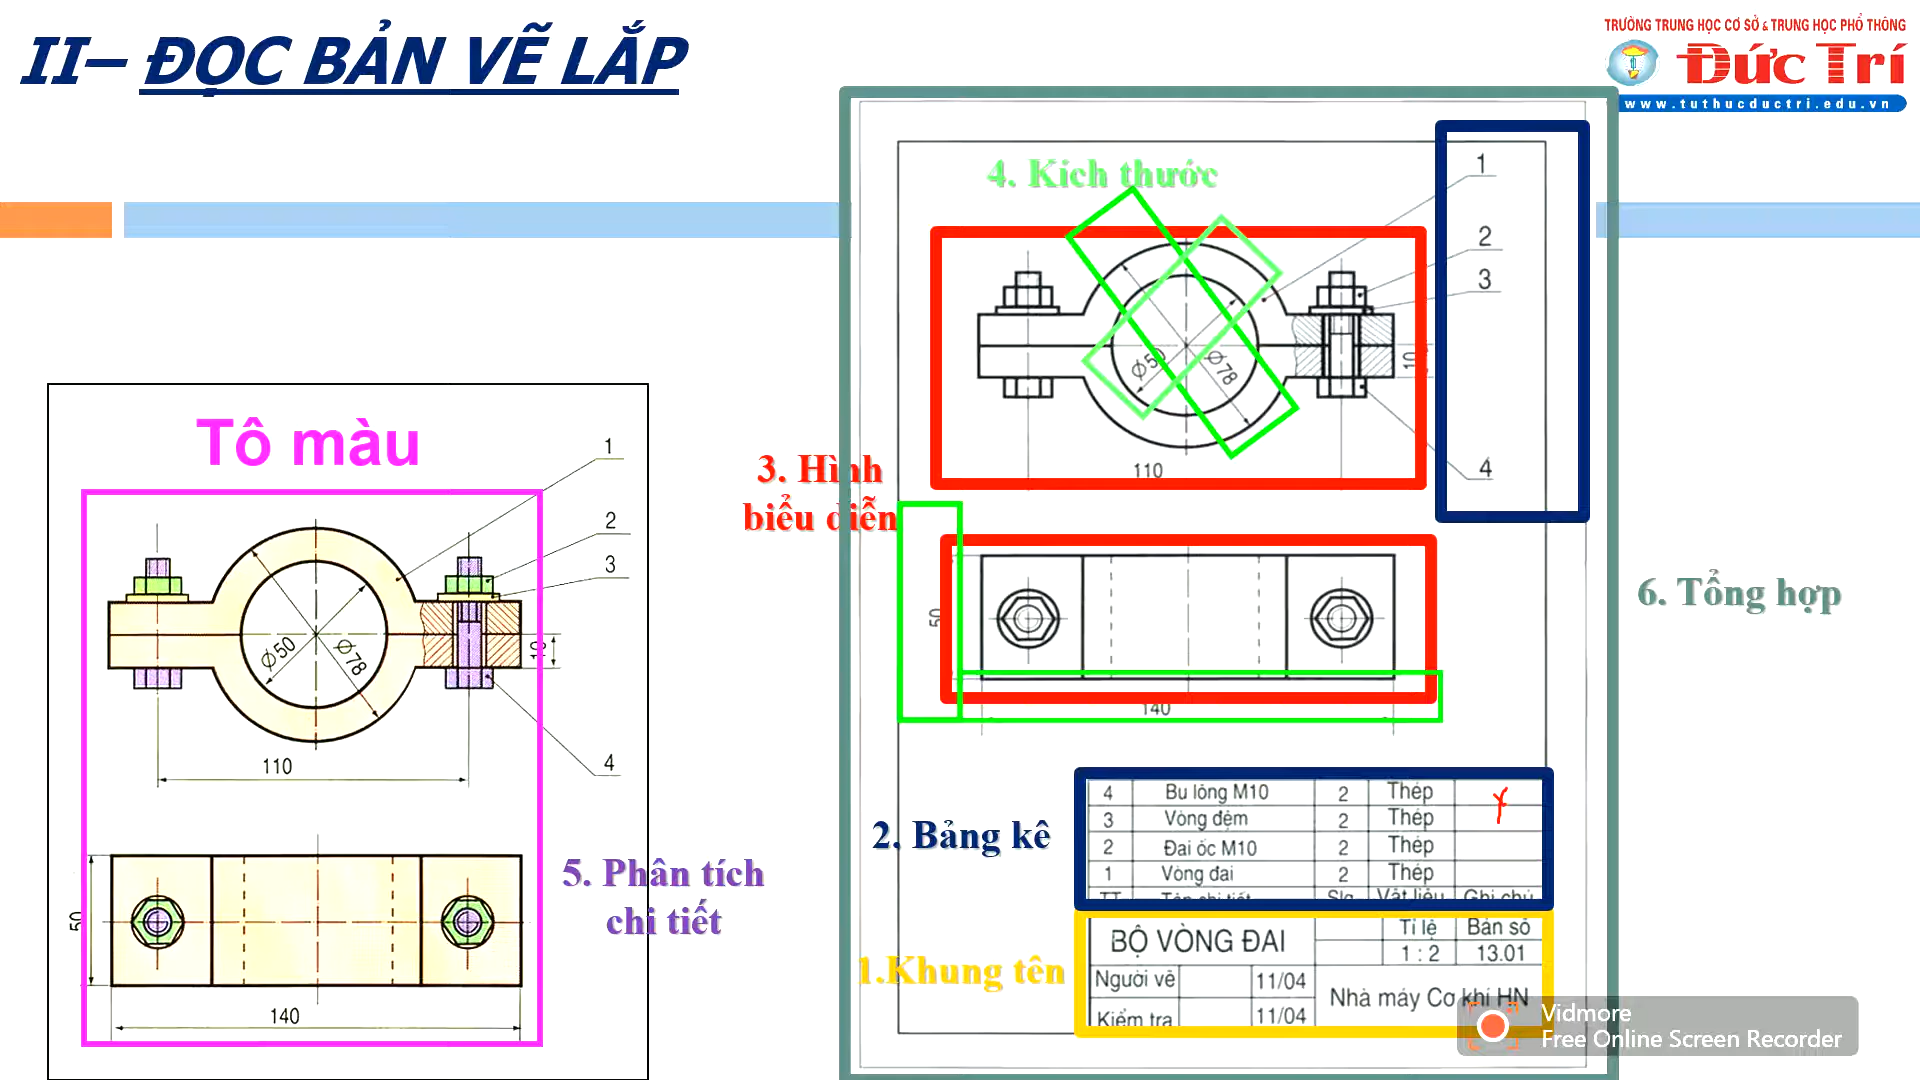 II– ĐỌC BẢN VẼ LẮP
TRƯỜNG TRUNG HỌC CƠ SỞ & TRUNG HỌC PHỔ THÔNG
Đức Trí
www.tuthucductri.edu.vn
4. Kích thước
1
2
3
Ø50
Ø78
10
110
4
3. Hình
biểu diễn
50
140
6. Tổng hợp
Tô màu
1
2
3
Ø50
Ø78
10
110
4
50
140
5. Phân tích
chi tiết
2. Bảng kê
4 Bu lông M10 2 Thép
3 Vòng đệm 2 Thép
2 Đai ốc M10 2 Thép
1 Vòng đai 2 Thép
TT Tên chi tiết Slg Vật liệu Ghi chú
1.Khung tên
BỘ VÒNG ĐAI
Tỉ lệ Bản số
1 : 2 13.01
Người vẽ 11/04
Nhà máy Cơ khí HN
Kiểm tra 11/04
Vidmore
Free Online Screen Recorder